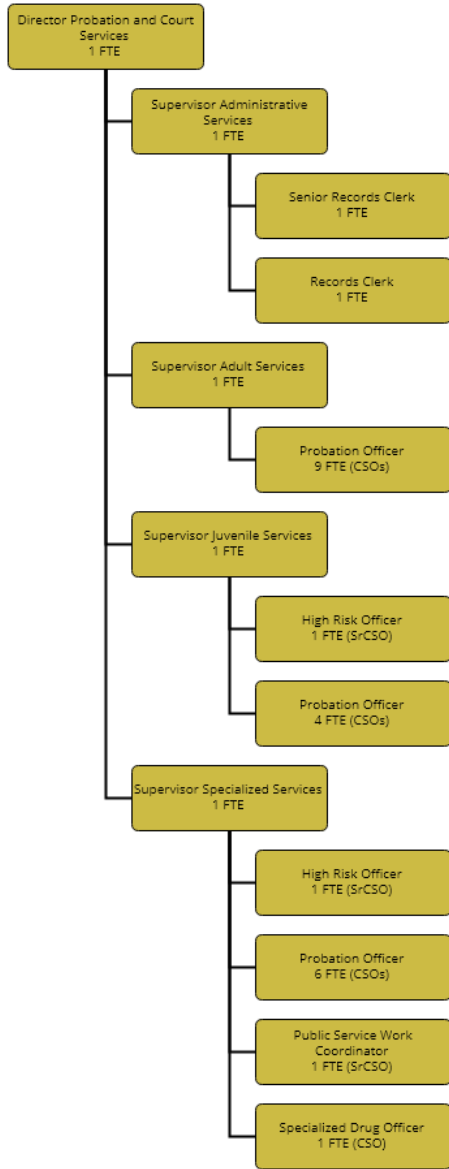 Director Probation and Court
Services
1 FTE
Supervisor Administrative
Services
1 FTE
Senior Records Clerk
1 FTE
Records Clerk
1 FTE
Supervisor Adult Services
1 FTE
Probation Officer
9 FTE (CSOs)
Supervisor Juvenile Services
1 FTE
High Risk Officer
1 FTE (SrCSO)
Probation Officer
4 FTE (CSOs)
Supervisor Specialized Services
1 FTE
High Risk Officer
1 FTE (SrCSO)
Probation Officer
6 FTE (CSOs)
Public Service Work
Coordinator
1 FTE (SrCSO)
Specialized Drug Officer
1 FTE (CSO)